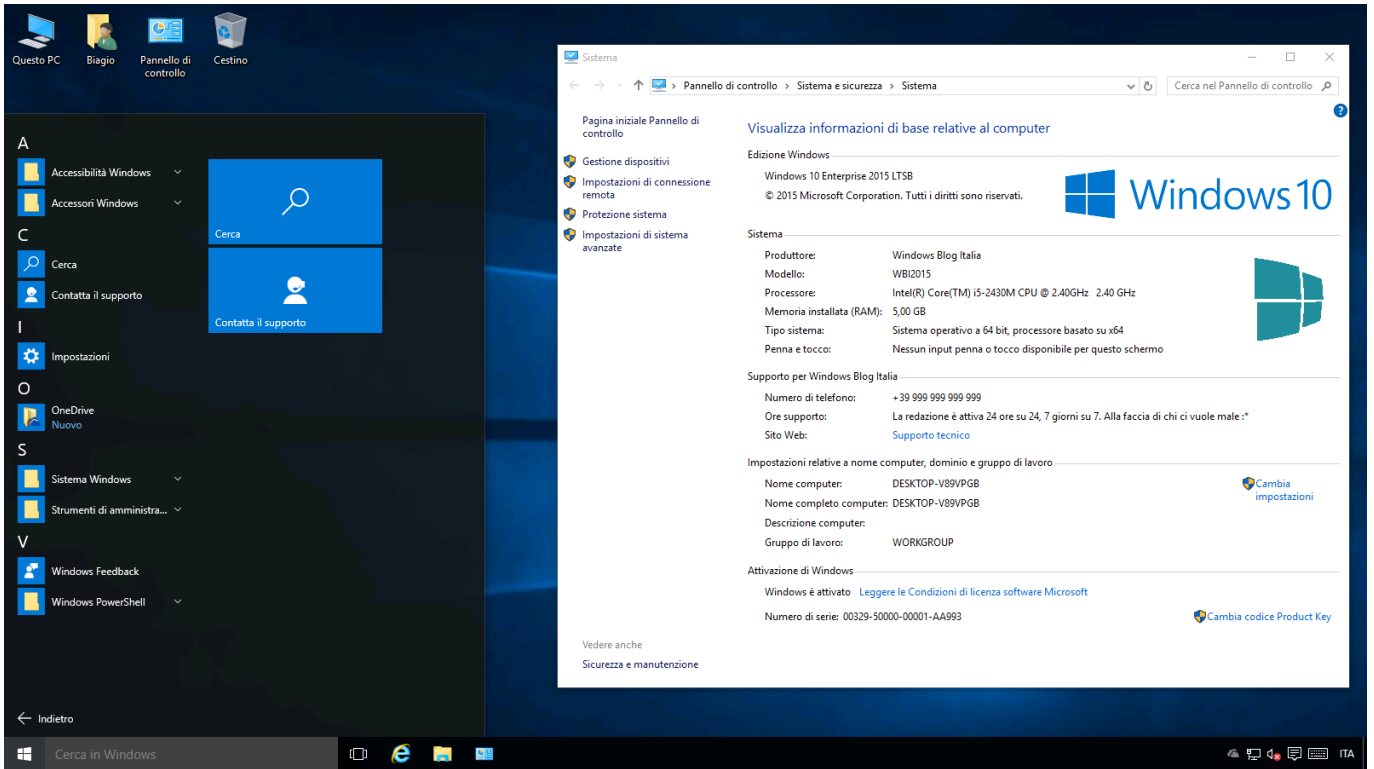 Questo PC
Biagio
Pannello di
controllo
Cestino
A
Accessibilità Windows
Accessori Windows
C
Cerca
Contatta il supporto
I
Impostazioni
O
OneDrive
Nuovo
S
Sistema Windows
Strumenti di amministra...
V
Windows Feedback
Windows PowerShell
Indietro
Cerca
Contatta il supporto
Sistema
Pannello di controllo › Sistema e sicurezza › Sistema
Cerca nel Pannello di controllo
?
Pagina iniziale Pannello di
controllo
Gestione dispositivi
Impostazioni di connessione
remota
Protezione sistema
Impostazioni di sistema
avanzate
Vedere anche
Sicurezza e manutenzione
Visualizza informazioni di base relative al computer
Edizione Windows
Windows 10 Enterprise 2015 LTSB
© 2015 Microsoft Corporation. Tutti i diritti sono riservati.
Windows 10
Sistema
Produttore: Windows Blog Italia
Modello: WBI2015
Processore: Intel(R) Core(TM) i5-2430M CPU @ 2.40GHz 2.40 GHz
Memoria installata (RAM): 5,00 GB
Tipo sistema: Sistema operativo a 64 bit, processore basato su x64
Penna e tocco: Nessun input penna o tocco disponibile per questo schermo
Supporto per Windows Blog Italia
Numero di telefono: +39 999 999 999 999
Ore supporto: La redazione è attiva 24 ore su 24, 7 giorni su 7. Alla faccia di chi ci vuole male :*
Sito Web: Supporto tecnico
Impostazioni relative a nome computer, dominio e gruppo di lavoro
Nome computer: DESKTOP-V89VPGB
Cambia
impostazioni
Nome completo computer: DESKTOP-V89VPGB
Descrizione computer:
Gruppo di lavoro: WORKGROUP
Attivazione di Windows
Windows è attivato Leggere le Condizioni di licenza software Microsoft
Numero di serie: 00329-50000-00001-AA993
Cambia codice Product Key
Cerca in Windows
ITA